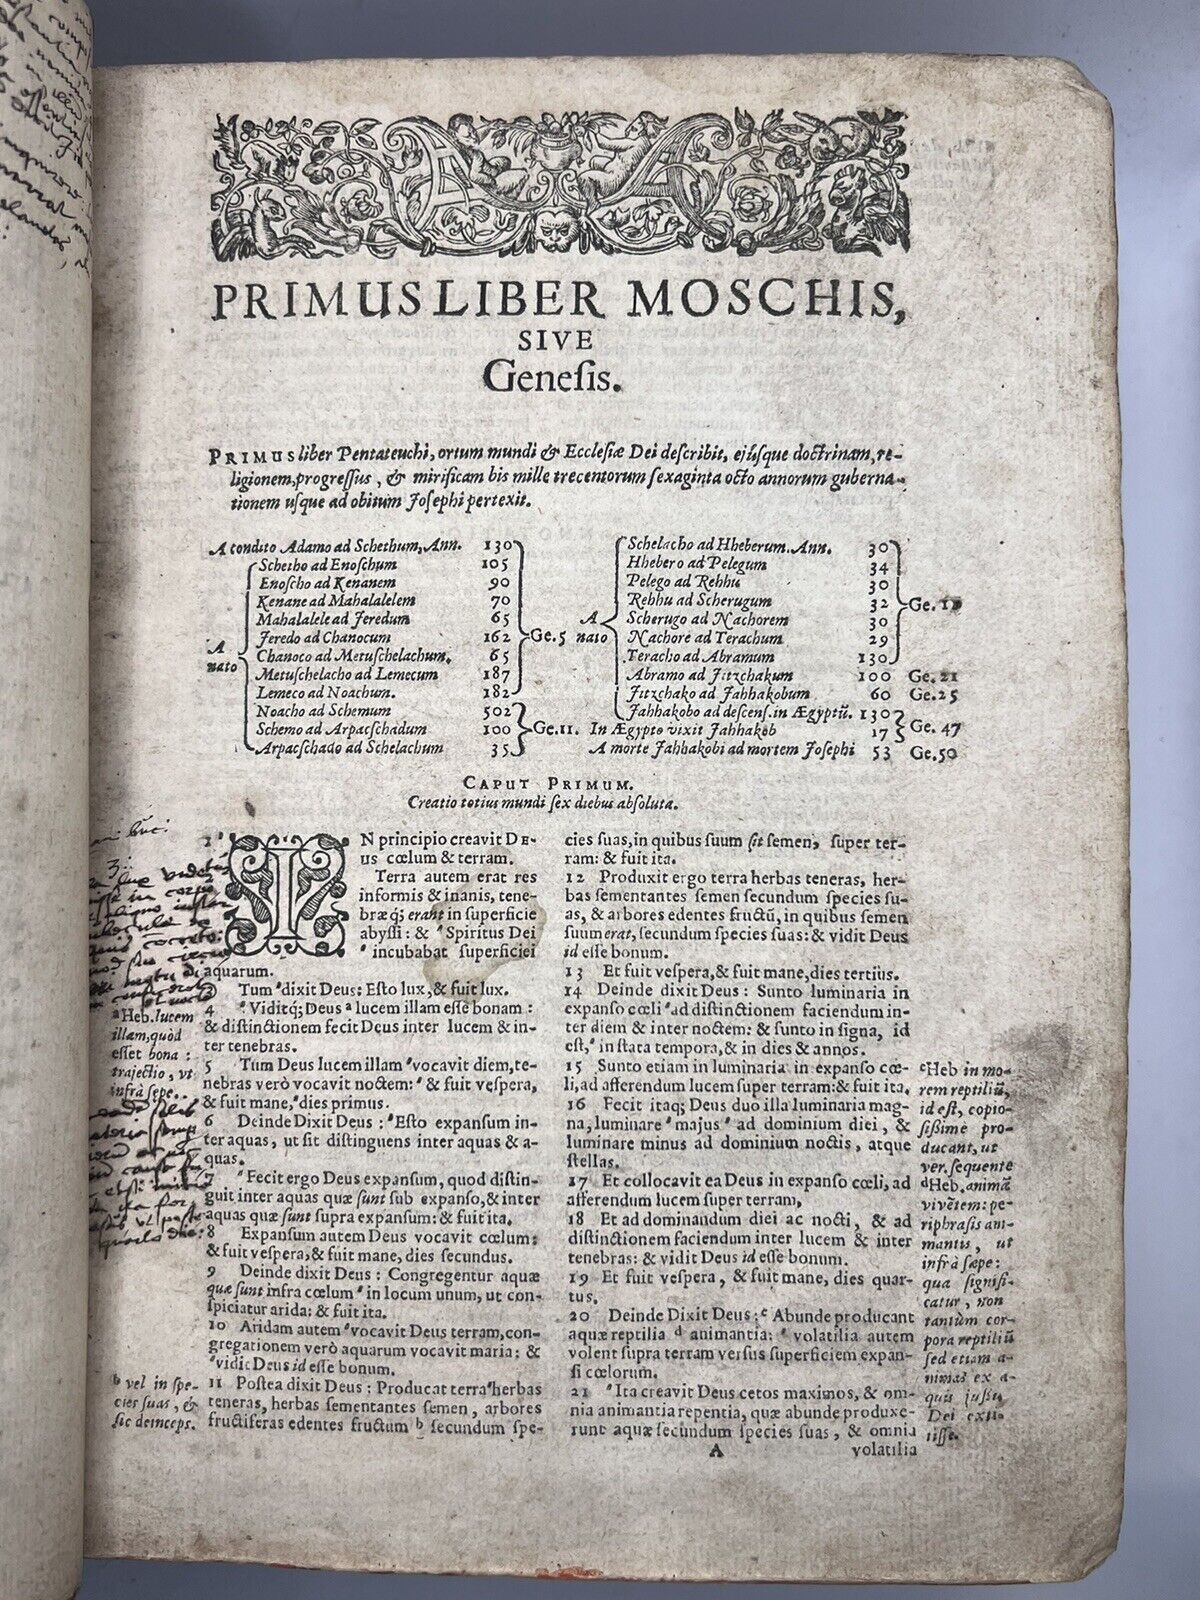 PRIMUS LIBER MOSCHIS,
SIVE
Geneſis.
PRIMUS liber Pentateuchi, ortum mundi & Eccleſiæ Dei deſcribit, ejúſque doctrinam, re-
ligionem, progreſſus, & mirificam bis mille trecentorum ſexaginta octo annorum guberna-
tionem uſque ad obitum Joſephi pertexit.
A condito Adamo ad Schethum, Ann. 130
A nato
Schetho ad Enoſchum 105
Enoſcho ad Kenanem 90
Kenane ad Mahalalelem 70
Mahalalele ad Jeredum 65
Jeredo ad Chanocum 162
Chanoco ad Metuſchelachum. 65
Metuſchelacho ad Lemecum 187
Lemeco ad Noachum. 182
Ge. 5
Noacho ad Schemum 502
Schemo ad Arpacſchadum 100
Arpacſchado ad Schelachum 35
Ge. 11.
A nato
Schelacho ad Hheberum. Ann. 30
Hhebero ad Pelegum 34
Pelego ad Rehhu 30
Rehhu ad Scherugum 32
Scherugo ad Nachorem 30
Nachore ad Terachum 29
Teracho ad Abramum 130
Ge. 11
Abramo ad Jitzchakum 100 Ge. 21
Jitzchako ad Jahhakobum 60 Ge. 25
Jahhakobo ad deſcenſ. in Ægyptū. 130
In Ægypto vixit Jahhakob 17
Ge. 47
A morte Jahhakobi ad mortem Joſephi 53 Ge. 50
CAPUT PRIMUM.
Creatio totius mundi ſex diebus abſoluta.
1 IN principio creavit DE-
us cœlum & terram.
Terra autem erat res
informis & inanis, tene-
bræq; erant in ſuperficie
abyſſi: & Spiritus Dei
incubabat ſuperficiei
aquarum.
3 Tum dixit Deus: Eſto lux, & fuit lux.
4 Viditq; Deus a lucem illam eſſe bonam:
& diſtinctionem fecit Deus inter lucem & in-
ter tenebras.
5 Tum Deus lucem illam vocavit diem, te-
nebras verò vocavit noctem: & fuit veſpera,
& fuit mane, dies primus.
6 Deinde Dixit Deus: Eſto expanſum in-
ter aquas, ut ſit diſtinguens inter aquas & a-
quas.
7 Fecit ergo Deus expanſum, quod diſtin-
guit inter aquas quæ ſunt ſub expanſo, & inter
aquas quæ ſunt ſupra expanſum: & fuit ita.
8 Expanſum autem Deus vocavit cœlum:
& fuit veſpera, & fuit mane, dies ſecundus.
9 Deinde dixit Deus: Congregentur aquæ
quæ ſunt infra cœlum in locum unum, ut con-
ſpiciatur arida: & fuit ita.
10 Aridam autem vocavit Deus terram, con-
gregationem verò aquarum vocavit maria: &
vidit Deus id eſſe bonum.
11 Poſtea dixit Deus: Producat terra herbas
teneras, herbas ſementantes ſemen, arbores
fructiferas edentes fructum b ſecundum ſpe-
a Heb. lucem
illam, quòd
eſſet bona:
trajectio, vt
infrà ſepe.
b vel in ſpe-
cies ſuas, &
ſic deinceps.
cies ſuas, in quibus ſuum ſit ſemen, ſuper ter-
ram: & fuit ita.
12 Produxit ergo terra herbas teneras, her-
bas ſementantes ſemen ſecundum ſpecies ſu-
as, & arbores edentes fructū, in quibus ſemen
ſuum erat, ſecundum ſpecies ſuas: & vidit Deus
id eſſe bonum.
13 Et fuit veſpera, & fuit mane, dies tertius.
14 Deinde dixit Deus: Sunto luminaria in
expanſo cœli ad diſtinctionem faciendum in-
ter diem & inter noctem: & ſunto in ſigna, id
eſt, in ſtata tempora, & in dies & annos.
15 Sunto etiam in luminaria in expanſo cœ-
li, ad afferendum lucem ſuper terram: & fuit ita.
16 Fecit itaq; Deus duo illa luminaria mag-
na, luminare majus ad dominium diei, &
luminare minus ad dominium noctis, atque
ſtellas.
17 Et collocavit ea Deus in expanſo cœli, ad
afferendum lucem ſuper terram,
18 Et ad dominandum diei ac nocti, & ad
diſtinctionem faciendum inter lucem & inter
tenebras: & vidit Deus id eſſe bonum.
19 Et fuit veſpera, & fuit mane, dies quar-
tus.
20 Deinde Dixit Deus: c Abunde producant
aquæ reptilia d animantia: volatilia autem
volent ſupra terram verſus ſuperficiem expan-
ſi cœlorum.
21 Ita creavit Deus cetos maximos, & om-
nia animantia repentia, quæ abunde produxe-
runt aquæ ſecundum ſpecies ſuas, & omnia
A volatilia
c Heb in mo-
rem reptiliū,
id eſt, copio-
ſiſſime pro-
ducant, ut
ver. ſequente
d Heb. animā
vivētem: pe-
riphraſis ani-
mantis, ut
infrà ſæpe:
qua ſignifi-
catur, non
tantùm cor-
pora reptiliū
ſed etiam a-
nimas ex a-
quis juſſu
Dei exti-
tiſſe.